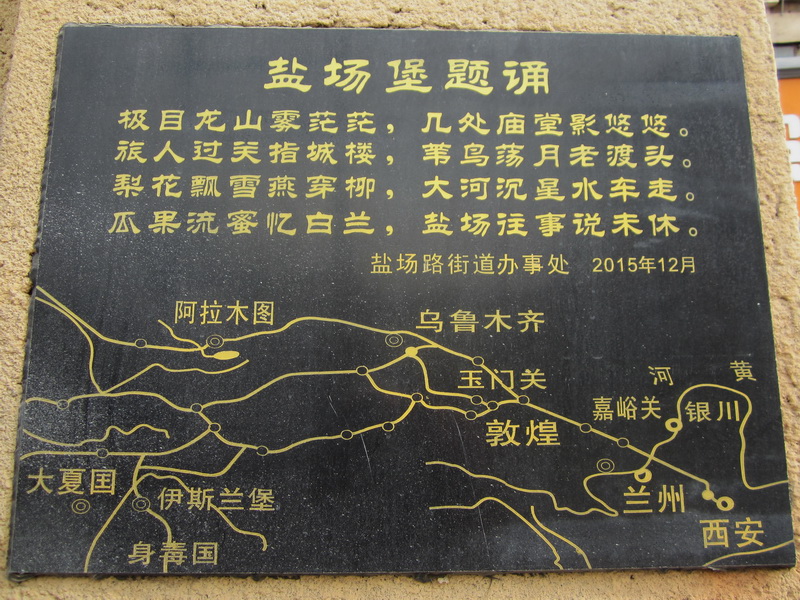 盐场堡题诵
极目龙山雾茫茫，几处庙堂影悠悠。
旅人过关指城楼，苇鸟荡月老渡头。
梨花飘雪燕穿柳，大河沉星水车走。
瓜果流蜜忆白兰，盐场往事说未休。
盐场路街道办事处 2015年12月
阿拉木图
乌鲁木齐
玉门关
河 黄
嘉峪关 银川
敦煌
大夏国
伊斯兰堡
兰州
西安
身毒国